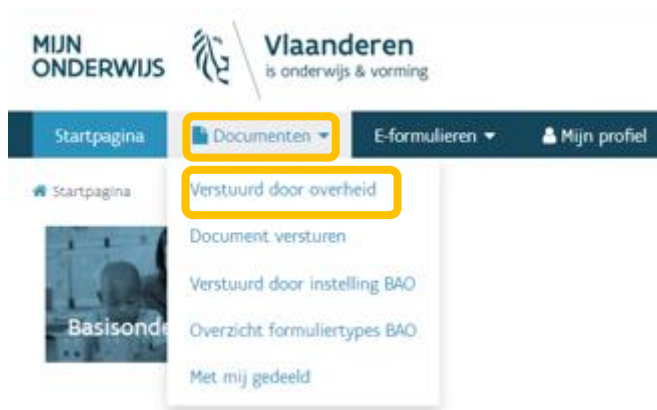 MIJN
ONDERWIJS
Vlaanderen
is onderwijs & vorming
Startpagina
Documenten
E-formulieren
Mijn profiel
Startpagina
Verstuurd door overheid
Document versturen
Verstuurd door instelling BAO
Overzicht formuliertypes BAO
Met mij gedeeld
Basisonde